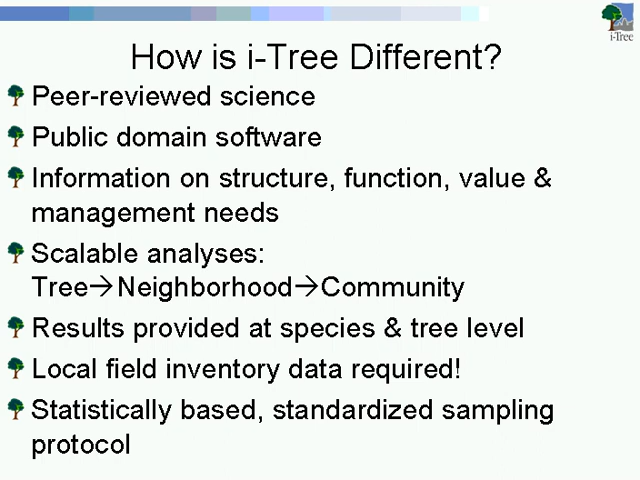 i-Tree
How is i-Tree Different?
Peer-reviewed science
Public domain software
Information on structure, function, value &
management needs
Scalable analyses:
Tree→Neighborhood→Community
Results provided at species & tree level
Local field inventory data required!
Statistically based, standardized sampling
protocol